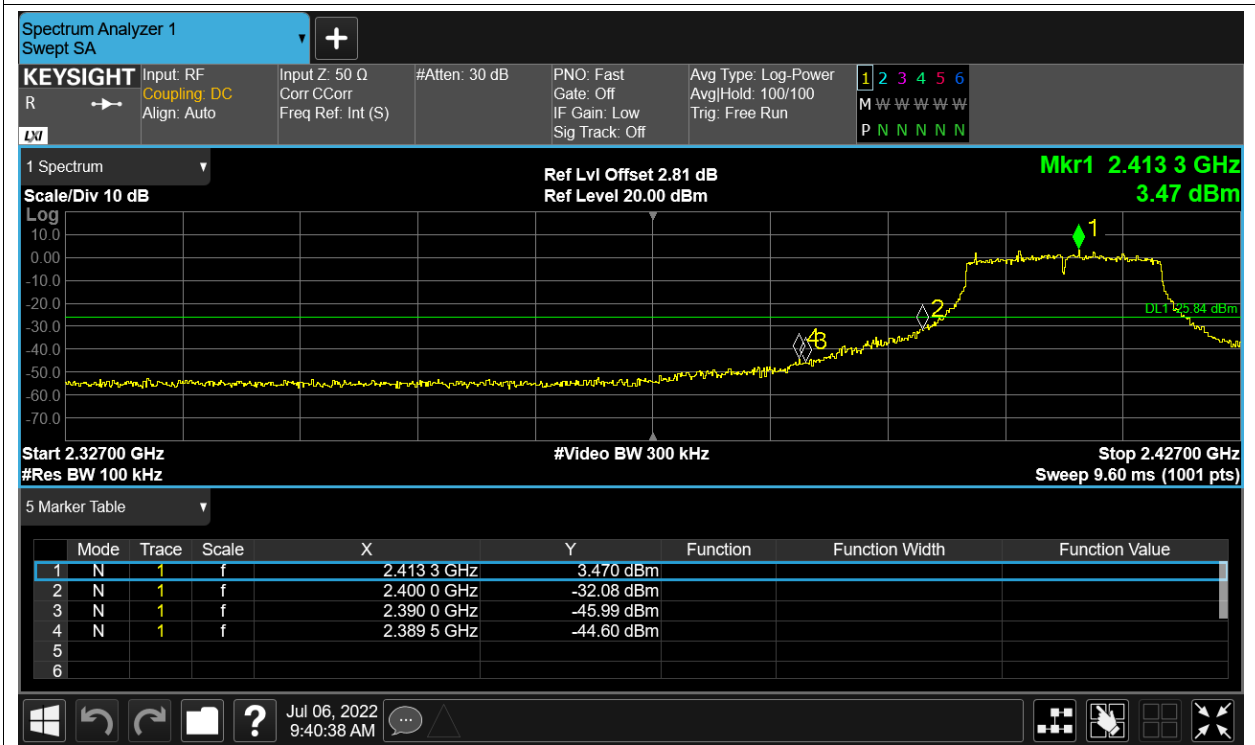 Spectrum Analyzer 1
Swept SA
+
KEYSIGHT Input: RF Input Z: 50 Ω #Atten: 30 dB PNO: Fast Avg Type: Log-Power 1 2 3 4 5 6
R Coupling: DC Corr CCorr Gate: Off Avg|Hold: 100/100 M W W W W W
Align: Auto Freq Ref: Int (S) IF Gain: Low Trig: Free Run
LXI Sig Track: Off P N N N N N
1 Spectrum Ref Lvl Offset 2.81 dB Mkr1 2.413 3 GHz
Scale/Div 10 dB Ref Level 20.00 dBm 3.47 dBm
Log
10.0
1
0.00
-10.0
-20.0
2
DL1 -25.84 dBm
-30.0
4 3
-40.0
-50.0
-60.0
-70.0
Start 2.32700 GHz #Video BW 300 kHz Stop 2.42700 GHz
#Res BW 100 kHz Sweep 9.60 ms (1001 pts)
5 Marker Table
Mode Trace Scale X Y Function Function Width Function Value
1 N 1 f 2.413 3 GHz 3.470 dBm
2 N 1 f 2.400 0 GHz -32.08 dBm
3 N 1 f 2.390 0 GHz -45.99 dBm
4 N 1 f 2.389 5 GHz -44.60 dBm
5
6
? Jul 06, 2022
9:40:38 AM